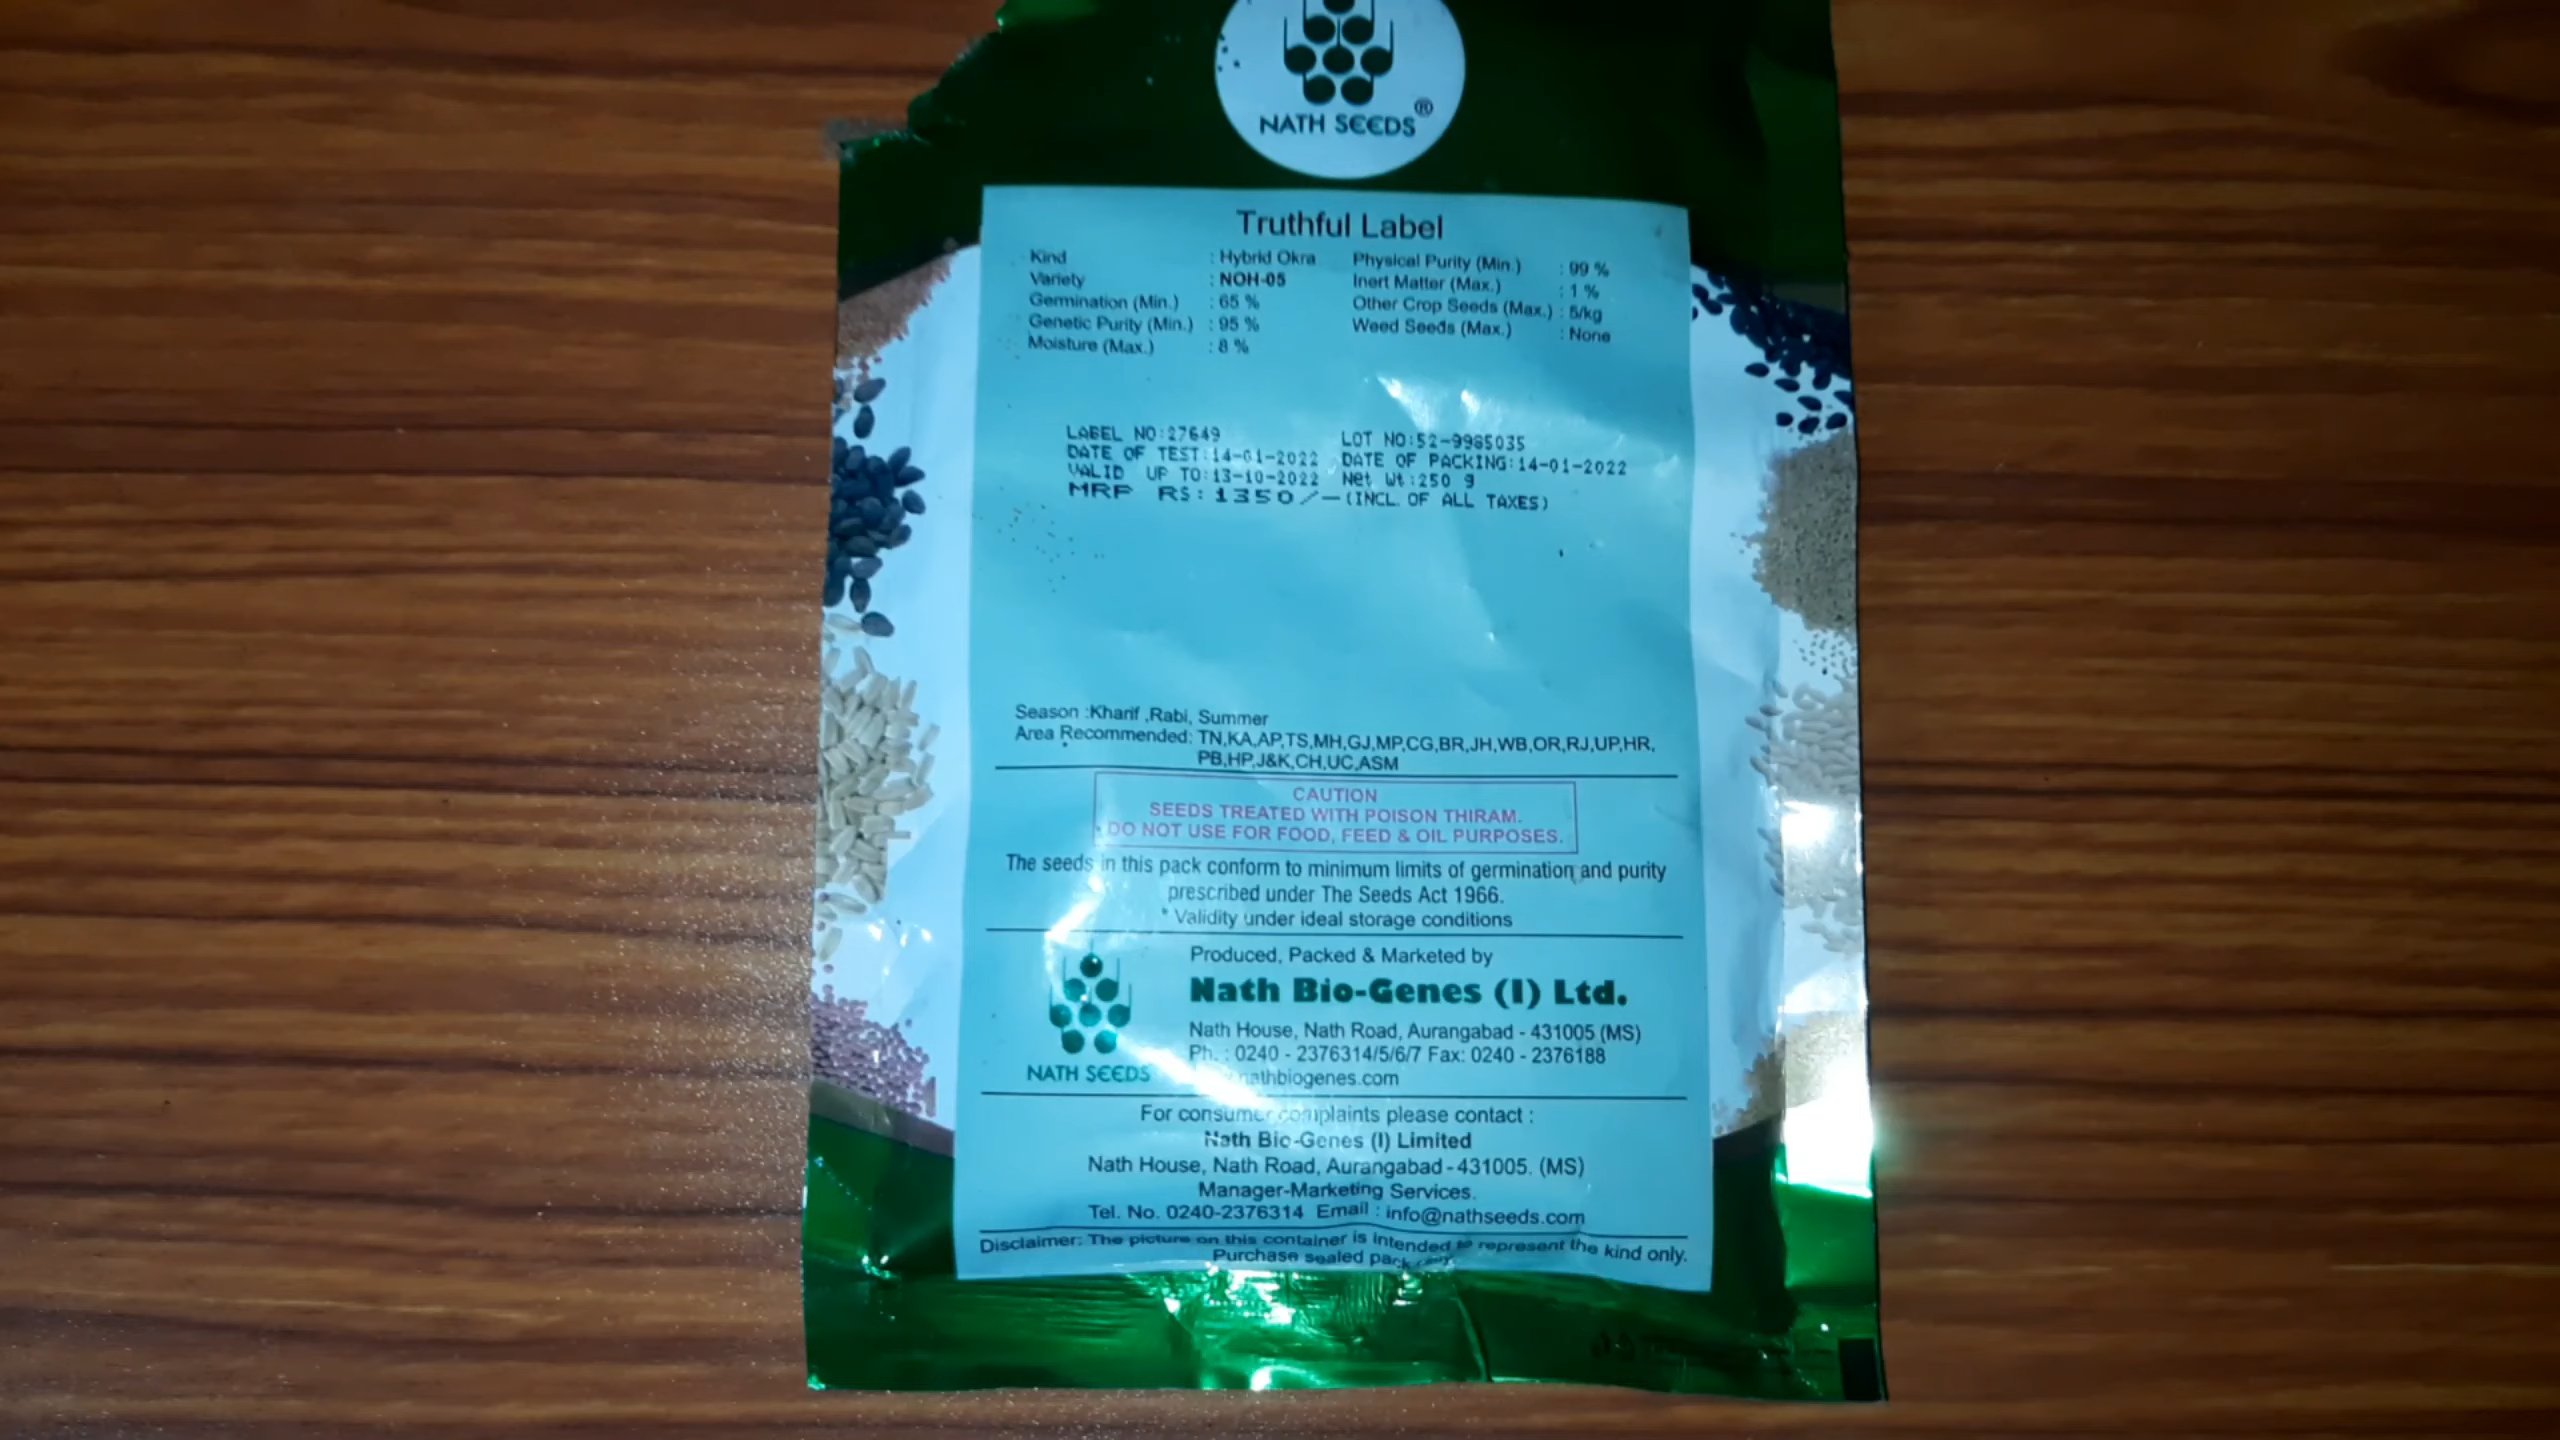 NATH SEEDS®
Truthful Label
Kind : Hybrid Okra Physical Purity (Min.) : 99 %
Variety : NOH-05 Inert Matter (Max.) : 1 %
Germination (Min.) : 65 % Other Crop Seeds (Max.) : 5/kg
Genetic Purity (Min.) : 95 % Weed Seeds (Max.) : None
Moisture (Max.) : 8 %
LABEL NO:27649 LOT NO:52-9965035
DATE OF TEST:14-01-2022 DATE OF PACKING:14-01-2022
VALID UP TO:13-10-2022 Net Wt:250 g
MRP RS:1350/-(INCL. OF ALL TAXES)
Season :Kharif ,Rabi, Summer
Area Recommended: TN,KA,AP,TS,MH,GJ,MP,CG,BR,JH,WB,OR,RJ,UP,HR,
PB,HP,J&K,CH,UC,ASM
CAUTION
SEEDS TREATED WITH POISON THIRAM.
DO NOT USE FOR FOOD, FEED & OIL PURPOSES.
The seeds in this pack conform to minimum limits of germination and purity
prescribed under The Seeds Act 1966.
* Validity under ideal storage conditions
Produced, Packed & Marketed by
Nath Bio-Genes (I) Ltd.
Nath House, Nath Road, Aurangabad - 431005 (MS)
Ph. : 0240 - 2376314/5/6/7 Fax: 0240 - 2376188
nathbiogenes.com
NATH SEEDS
For consumer complaints please contact :
Nath Bio-Genes (I) Limited
Nath House, Nath Road, Aurangabad - 431005. (MS)
Manager-Marketing Services.
Tel. No. 0240-2376314 Email : info@nathseeds.com
Disclaimer: The picture on this container is intended to represent the kind only.
Purchase sealed pack